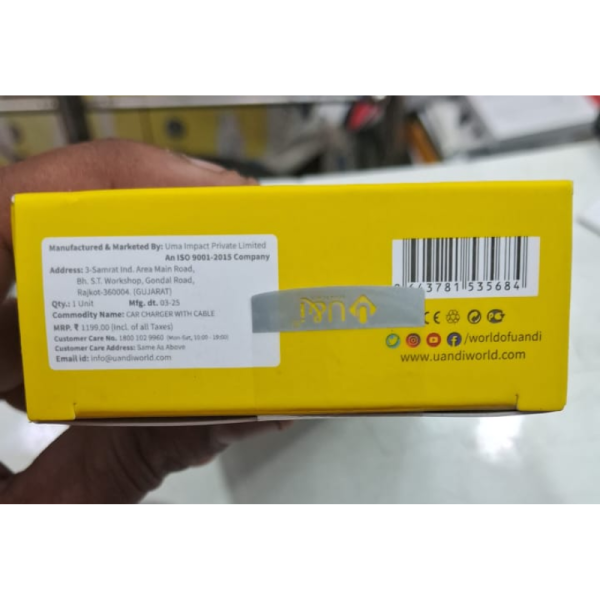 Manufactured & Marketed By: Uma Impact Private Limited
An ISO 9001-2015 Company
Address: 3-Samrat Ind. Area Main Road,
Bh. S.T. Workshop, Gondal Road,
Rajkot-360004. (GUJARAT)
Qty.: 1 Unit Mfg. dt. 03-25
Commodity Name: CAR CHARGER WITH CABLE
MRP. ₹ 1199.00 (Incl. of all Taxes)
Customer Care No. 1800 102 9960 (Mon-Sat, 10:00 - 18:00)
Customer Care Address: Same As Above
Email id: info@uandiworld.com
U&i
443781 535684
CE
/worldofuandi
www.uandiworld.com